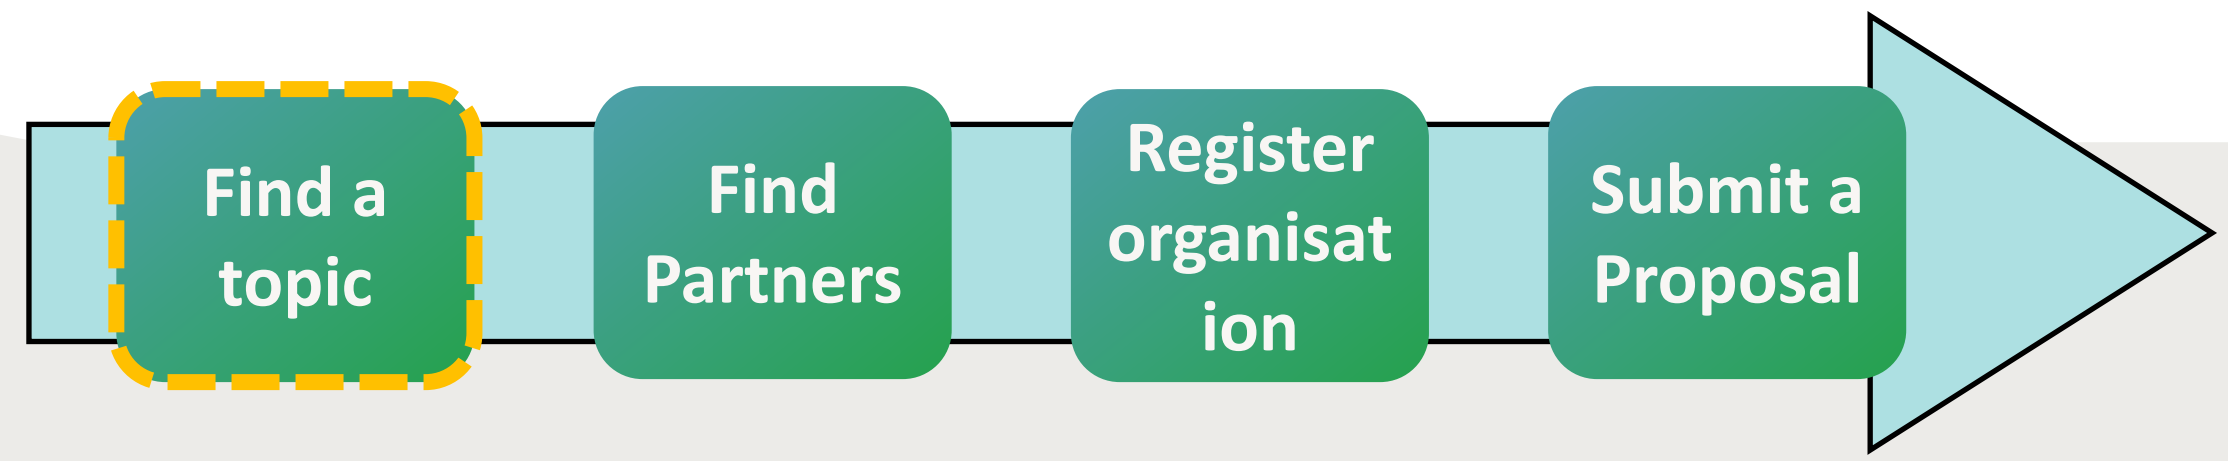 Find a
topic
Find
Partners
Register
organisat
ion
Submit a
Proposal